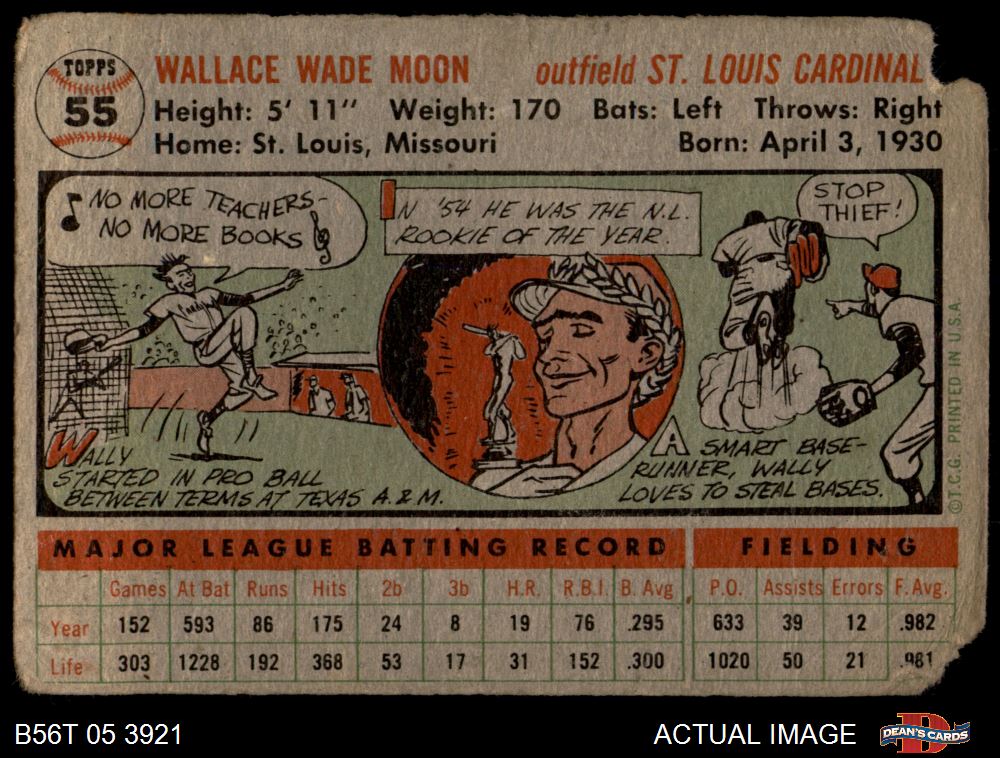 TOPPS
55
WALLACE WADE MOON outfield ST. LOUIS CARDINAL
Height: 5' 11" Weight: 170 Bats: Left Throws: Right
Home: St. Louis, Missouri Born: April 3, 1930
NO MORE TEACHERS-
NO MORE BOOKS
WALLY
STARTED IN PRO BALL
BETWEEN TERMS AT TEXAS A.&M.
IN '54 HE WAS THE N.L.
ROOKIE OF THE YEAR.
STOP
THIEF!
A SMART BASE-
RUNNER, WALLY
LOVES TO STEAL BASES.
©T.C.G. PRINTED IN U.S.A.
MAJOR LEAGUE BATTING RECORD FIELDING
Games At Bat Runs Hits 2b 3b H.R. R.B.I. B. Avg P.O. Assists Errors F. Avg.
Year 152 593 86 175 24 8 19 76 .295 633 39 12 .982
Life 303 1228 192 368 53 17 31 152 .300 1020 50 21 .981
B56T 05 3921 ACTUAL IMAGE DEAN'S CARDS